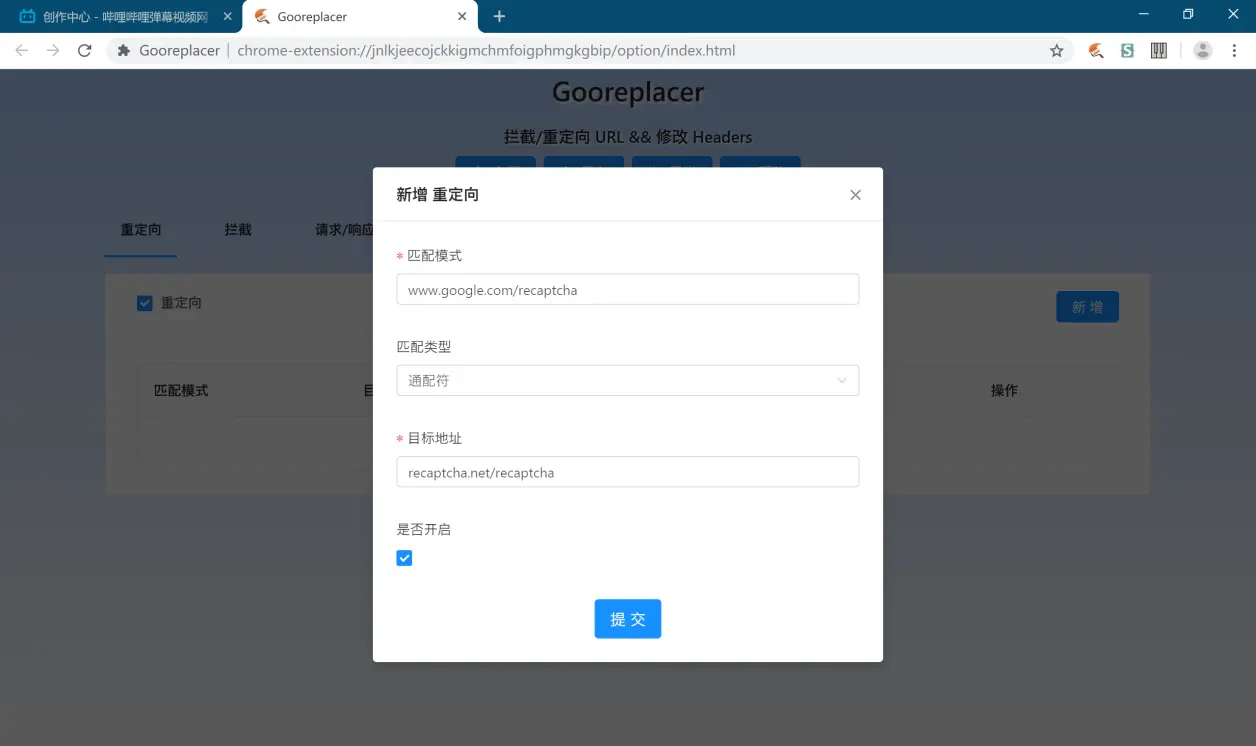 创作中心 - 哔哩哔哩弹幕视频网
Gooreplacer
Gooreplacer | chrome-extension://jnlkjeecojckkigmchmfoigphmgkgbip/option/index.html
Gooreplacer
拦截/重定向 URL && 修改 Headers
新增 重定向
重定向
拦截
请求/响应
* 匹配模式
www.google.com/recaptcha
重定向
新 增
匹配类型
通配符
匹配模式
操作
* 目标地址
recaptcha.net/recaptcha
是否开启
提 交